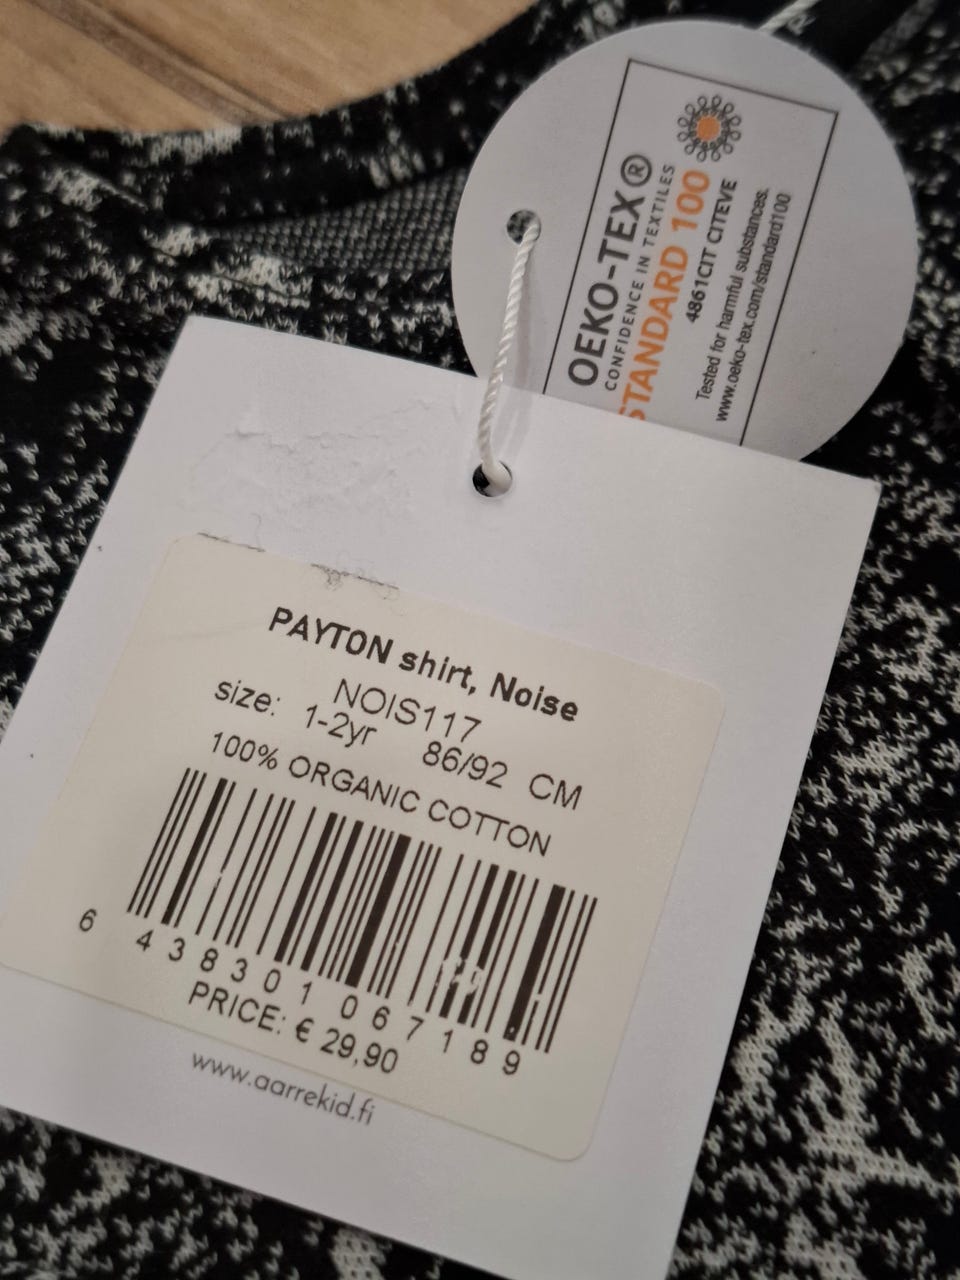 OEKO-TEX®
CONFIDENCE IN TEXTILES
STANDARD 100
4861CIT CITEVE
Tested for harmful substances.
www.oeko-tex.com/standard100
PAYTON shirt, Noise
NOIS117
size: 1-2yr 86/92 CM
100% ORGANIC COTTON
6 438301 067189
PRICE: € 29,90
www.aarrekid.fi